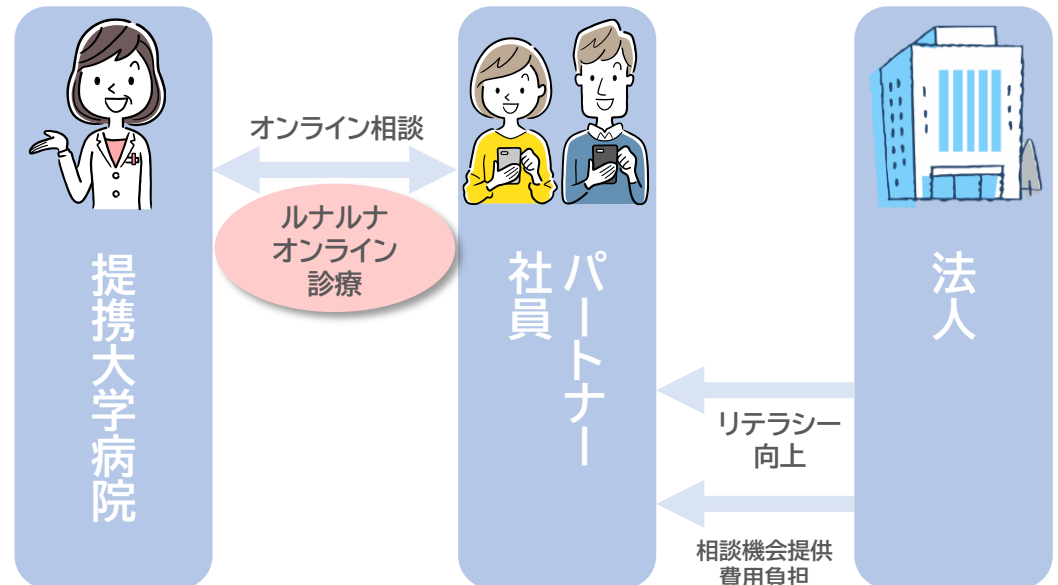 オンライン相談
ルナルナ
オンライン
診療
提携大学病院
パートナー
社員
法人
リテラシー
向上
相談機会提供
費用負担